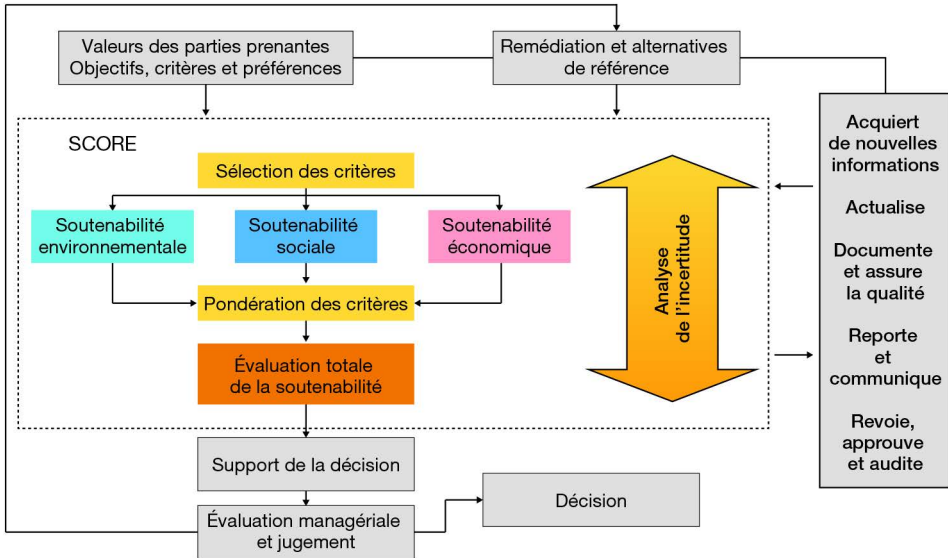 Valeurs des parties prenantes
Objectifs, critères et préférences
Remédiation et alternatives
de référence
SCORE
Sélection des critères
Soutenabilité
environnementale
Soutenabilité
sociale
Soutenabilité
économique
Pondération des critères
Évaluation totale
de la soutenabilité
Analyse
de l'incertitude
Acquiert
de nouvelles
informations
Actualise
Documente
et assure
la qualité
Reporte
et
communique
Revoie,
approuve
et audite
Support de la décision
Évaluation managériale
et jugement
Décision